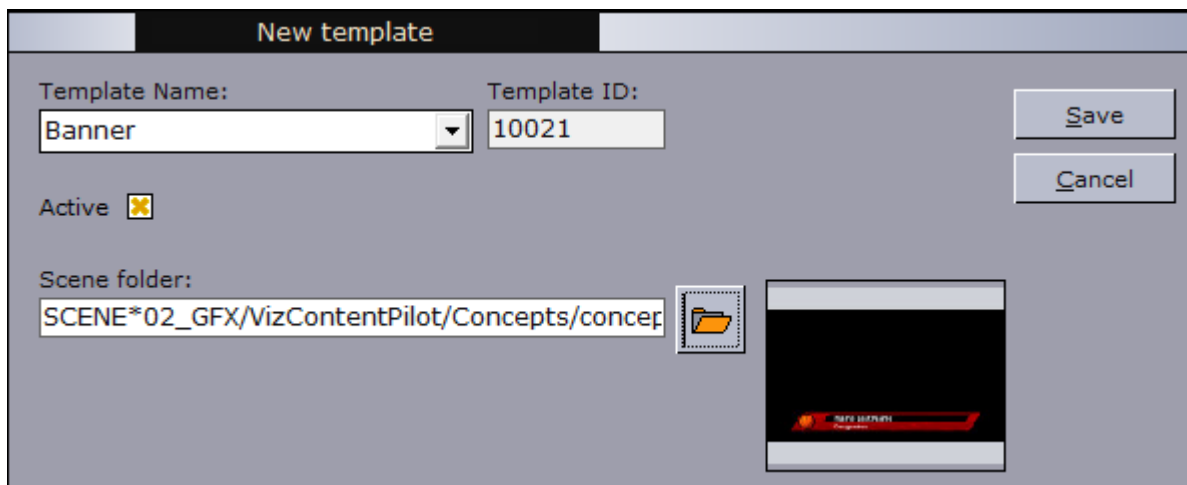 New template
Template Name:
Template ID:
Banner
10021
Save
Cancel
Active
Scene folder:
SCENE*02_GFX/VizContentPilot/Concepts/concep